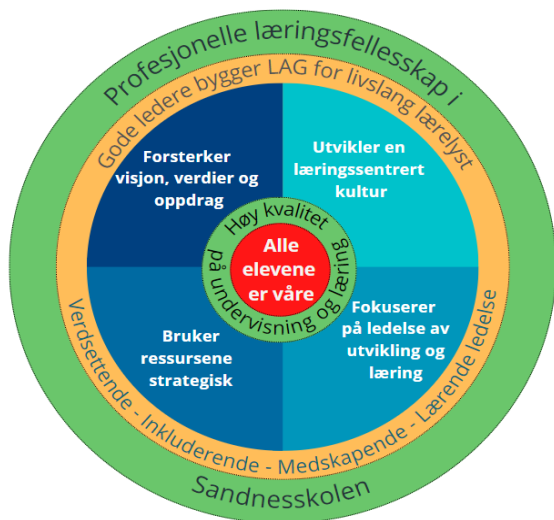 Profesjonelle læringsfellesskap i
Gode ledere bygger LAG for livslang lærelyst
Forsterker
visjon, verdier og
oppdrag
Utvikler en
læringssentrert
kultur
Høy kvalitet
på undervisning og læring
Alle
elevene
er våre
Bruker
ressursene
strategisk
Fokuserer
på ledelse av
utvikling og
læring
Verdsettende - Inkluderende - Medskapende - Lærende ledelse
Sandnesskolen